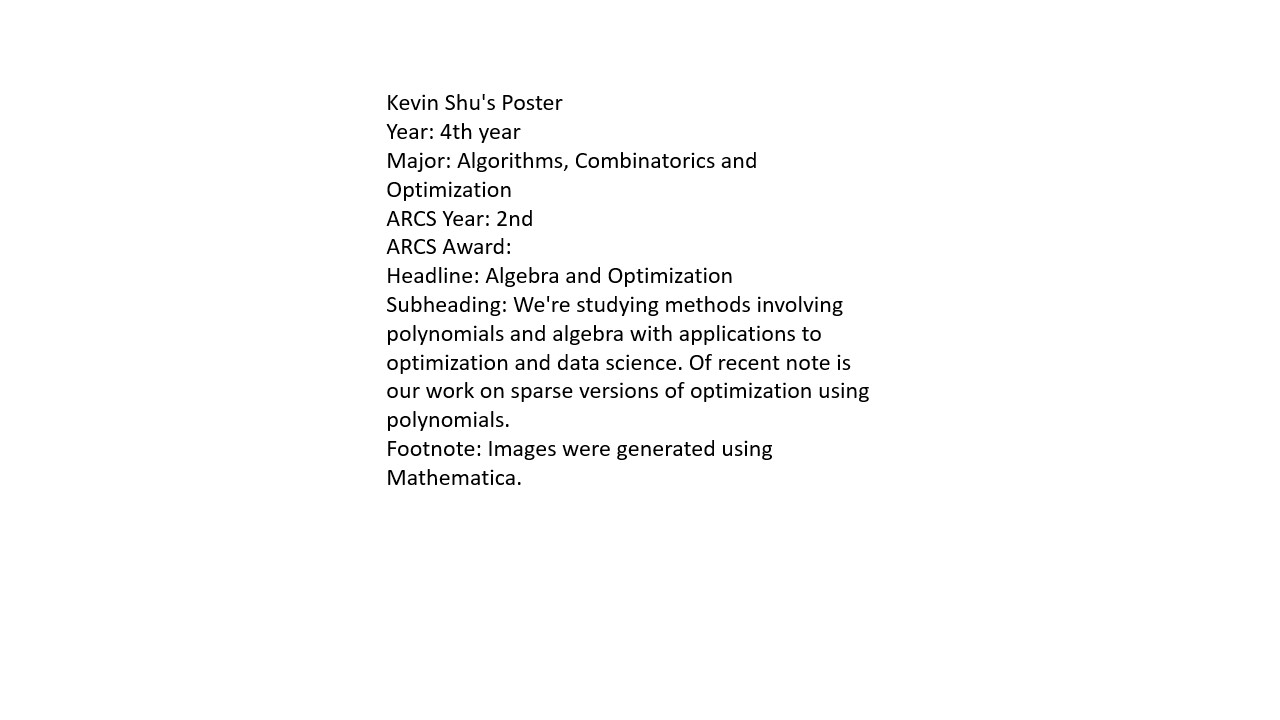 Kevin Shu's Poster
Year: 4th year
Major: Algorithms, Combinatorics and
Optimization
ARCS Year: 2nd
ARCS Award:
Headline: Algebra and Optimization
Subheading: We're studying methods involving
polynomials and algebra with applications to
optimization and data science. Of recent note is
our work on sparse versions of optimization using
polynomials.
Footnote: Images were generated using
Mathematica.